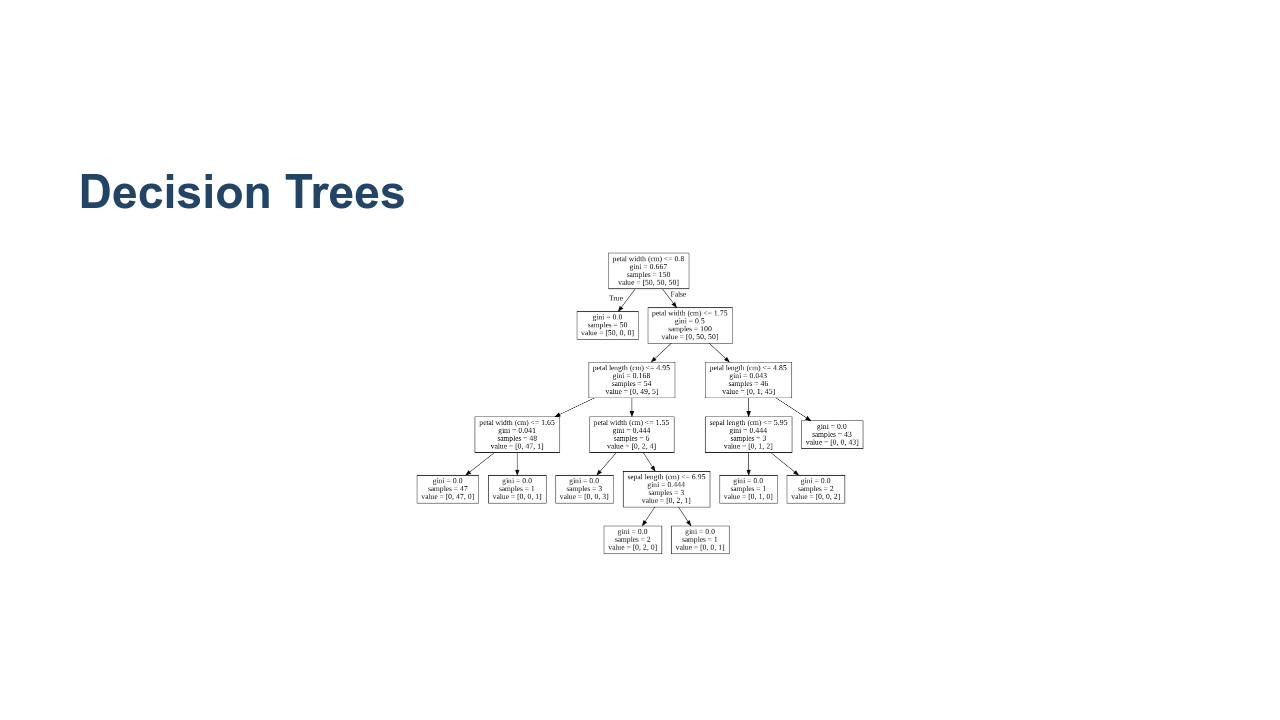 Decision Trees
petal width (cm) <= 0.8
gini = 0.667
samples = 150
value = [50, 50, 50]
True
False
gini = 0.0
samples = 50
value = [50, 0, 0]
petal width (cm) <= 1.75
gini = 0.5
samples = 100
value = [0, 50, 50]
petal length (cm) <= 4.95
gini = 0.168
samples = 54
value = [0, 49, 5]
petal length (cm) <= 4.85
gini = 0.043
samples = 46
value = [0, 1, 45]
petal width (cm) <= 1.65
gini = 0.041
samples = 48
value = [0, 47, 1]
petal width (cm) <= 1.55
gini = 0.444
samples = 6
value = [0, 2, 4]
sepal length (cm) <= 5.95
gini = 0.444
samples = 3
value = [0, 1, 2]
gini = 0.0
samples = 43
value = [0, 0, 43]
gini = 0.0
samples = 47
value = [0, 47, 0]
gini = 0.0
samples = 1
value = [0, 0, 1]
gini = 0.0
samples = 3
value = [0, 0, 3]
sepal length (cm) <= 6.95
gini = 0.444
samples = 3
value = [0, 2, 1]
gini = 0.0
samples = 1
value = [0, 1, 0]
gini = 0.0
samples = 2
value = [0, 0, 2]
gini = 0.0
samples = 2
value = [0, 2, 0]
gini = 0.0
samples = 1
value = [0, 0, 1]